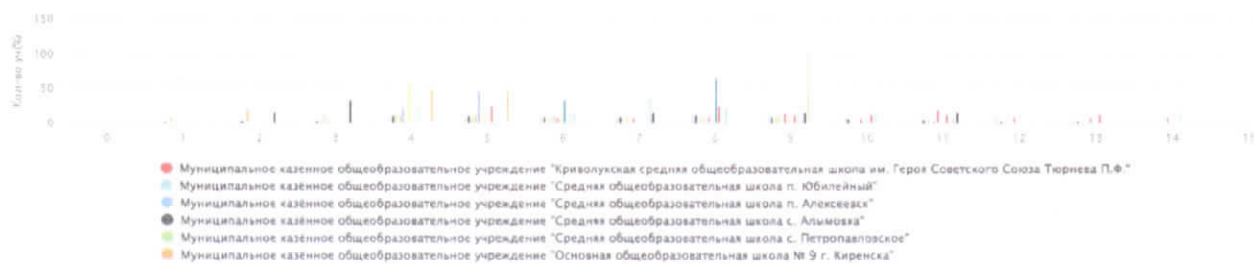 150
100
50
0
Кол-во уч(%)
0 1 2 3 4 5 6 7 8 9 10 11 12 13 14 15
Муниципальное казённое общеобразовательное учреждение "Криволукская средняя общеобразовательная школа им. Героя Советского Союза Тюрнева П.Ф."
Муниципальное казённое общеобразовательное учреждение "Средняя общеобразовательная школа п. Юбилейный"
Муниципальное казённое общеобразовательное учреждение "Средняя общеобразовательная школа п. Алексеевск"
Муниципальное казённое общеобразовательное учреждение "Средняя общеобразовательная школа с. Алымовка"
Муниципальное казённое общеобразовательное учреждение "Средняя общеобразовательная школа с. Петропавловское"
Муниципальное казённое общеобразовательное учреждение "Основная общеобразовательная школа № 9 г. Киренска"